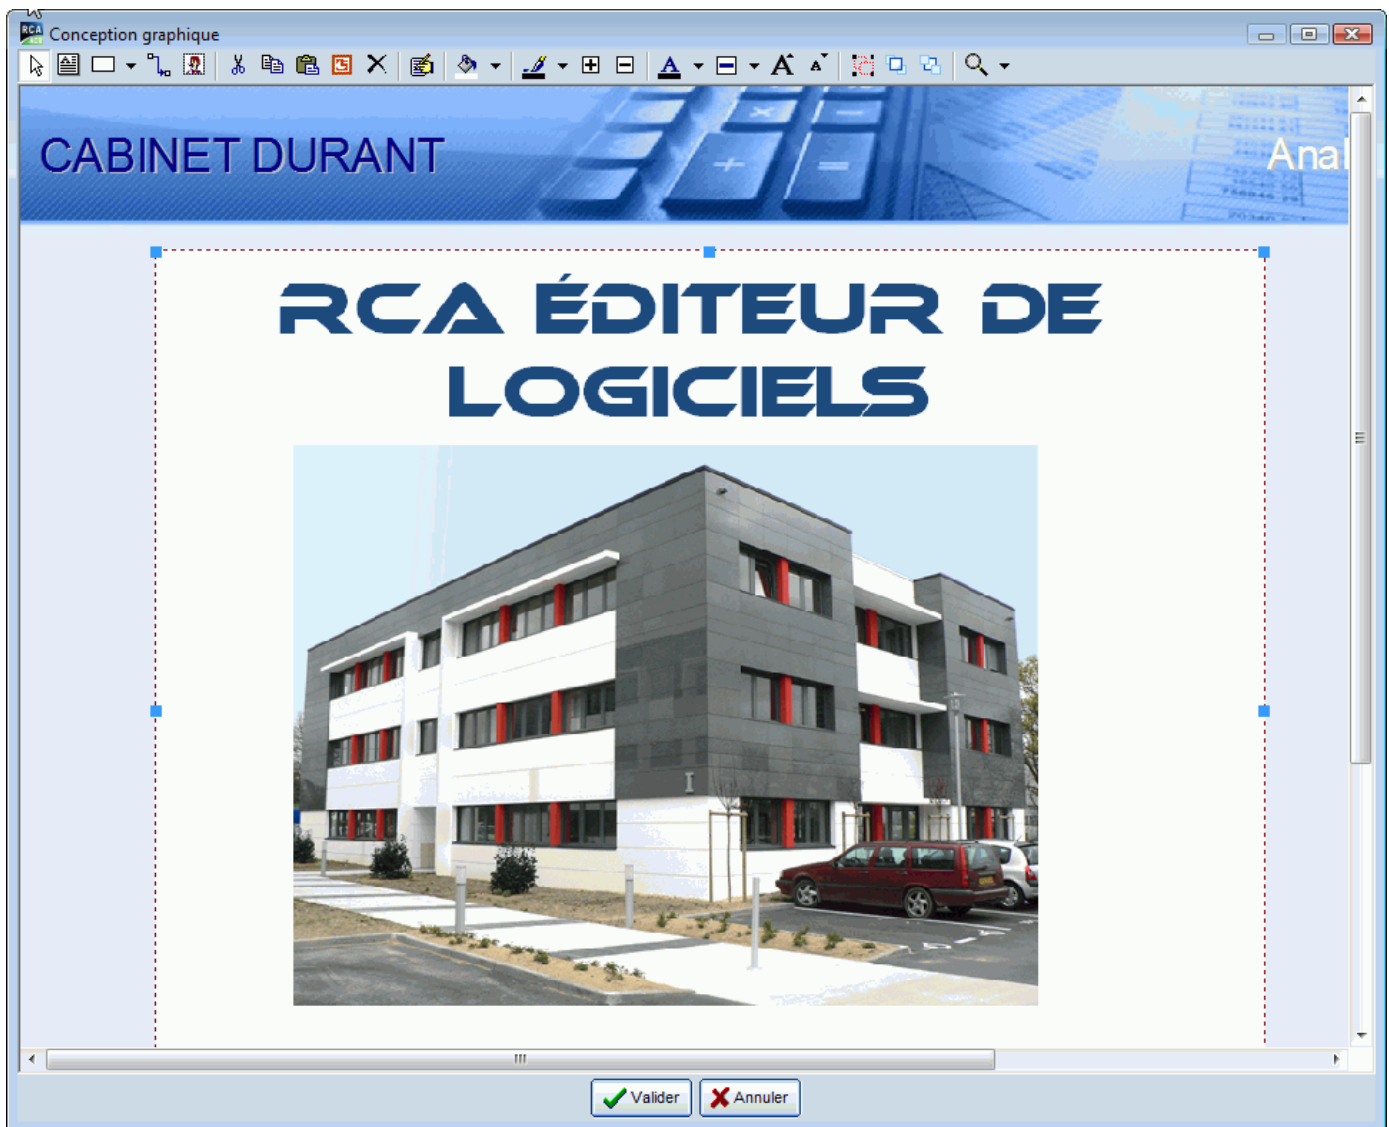 Conception graphique
CABINET DURANT
Anal
RCA ÉDITEUR DE
LOGICIELS
Valider
Annuler